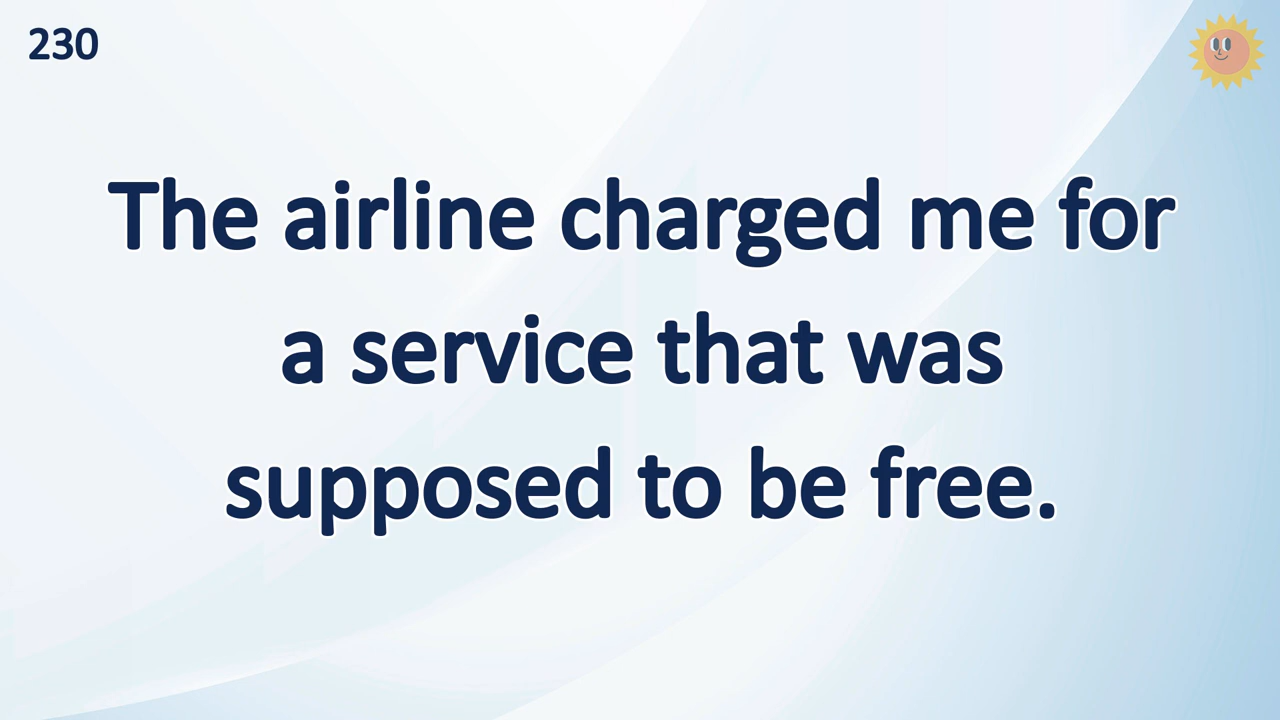 230
The airline charged me for
a service that was
supposed to be free.